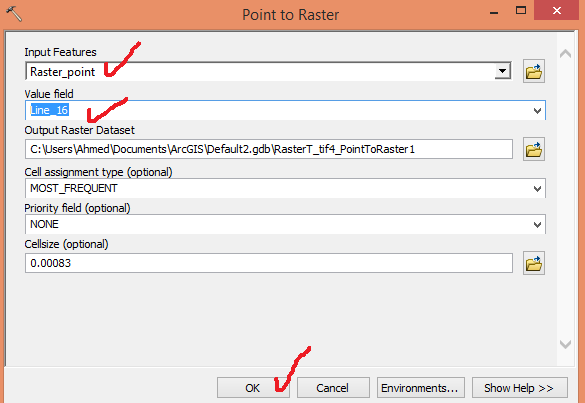 Point to Raster
Input Features
Raster_point
Value field
Line_16
Output Raster Dataset
C:\Users\Ahmed\Documents\ArcGIS\Default2.gdb\RasterT_tif4_PointToRaster1
Cell assignment type (optional)
MOST_FREQUENT
Priority field (optional)
NONE
Cellsize (optional)
0.00083
OK Cancel Environments... Show Help >>